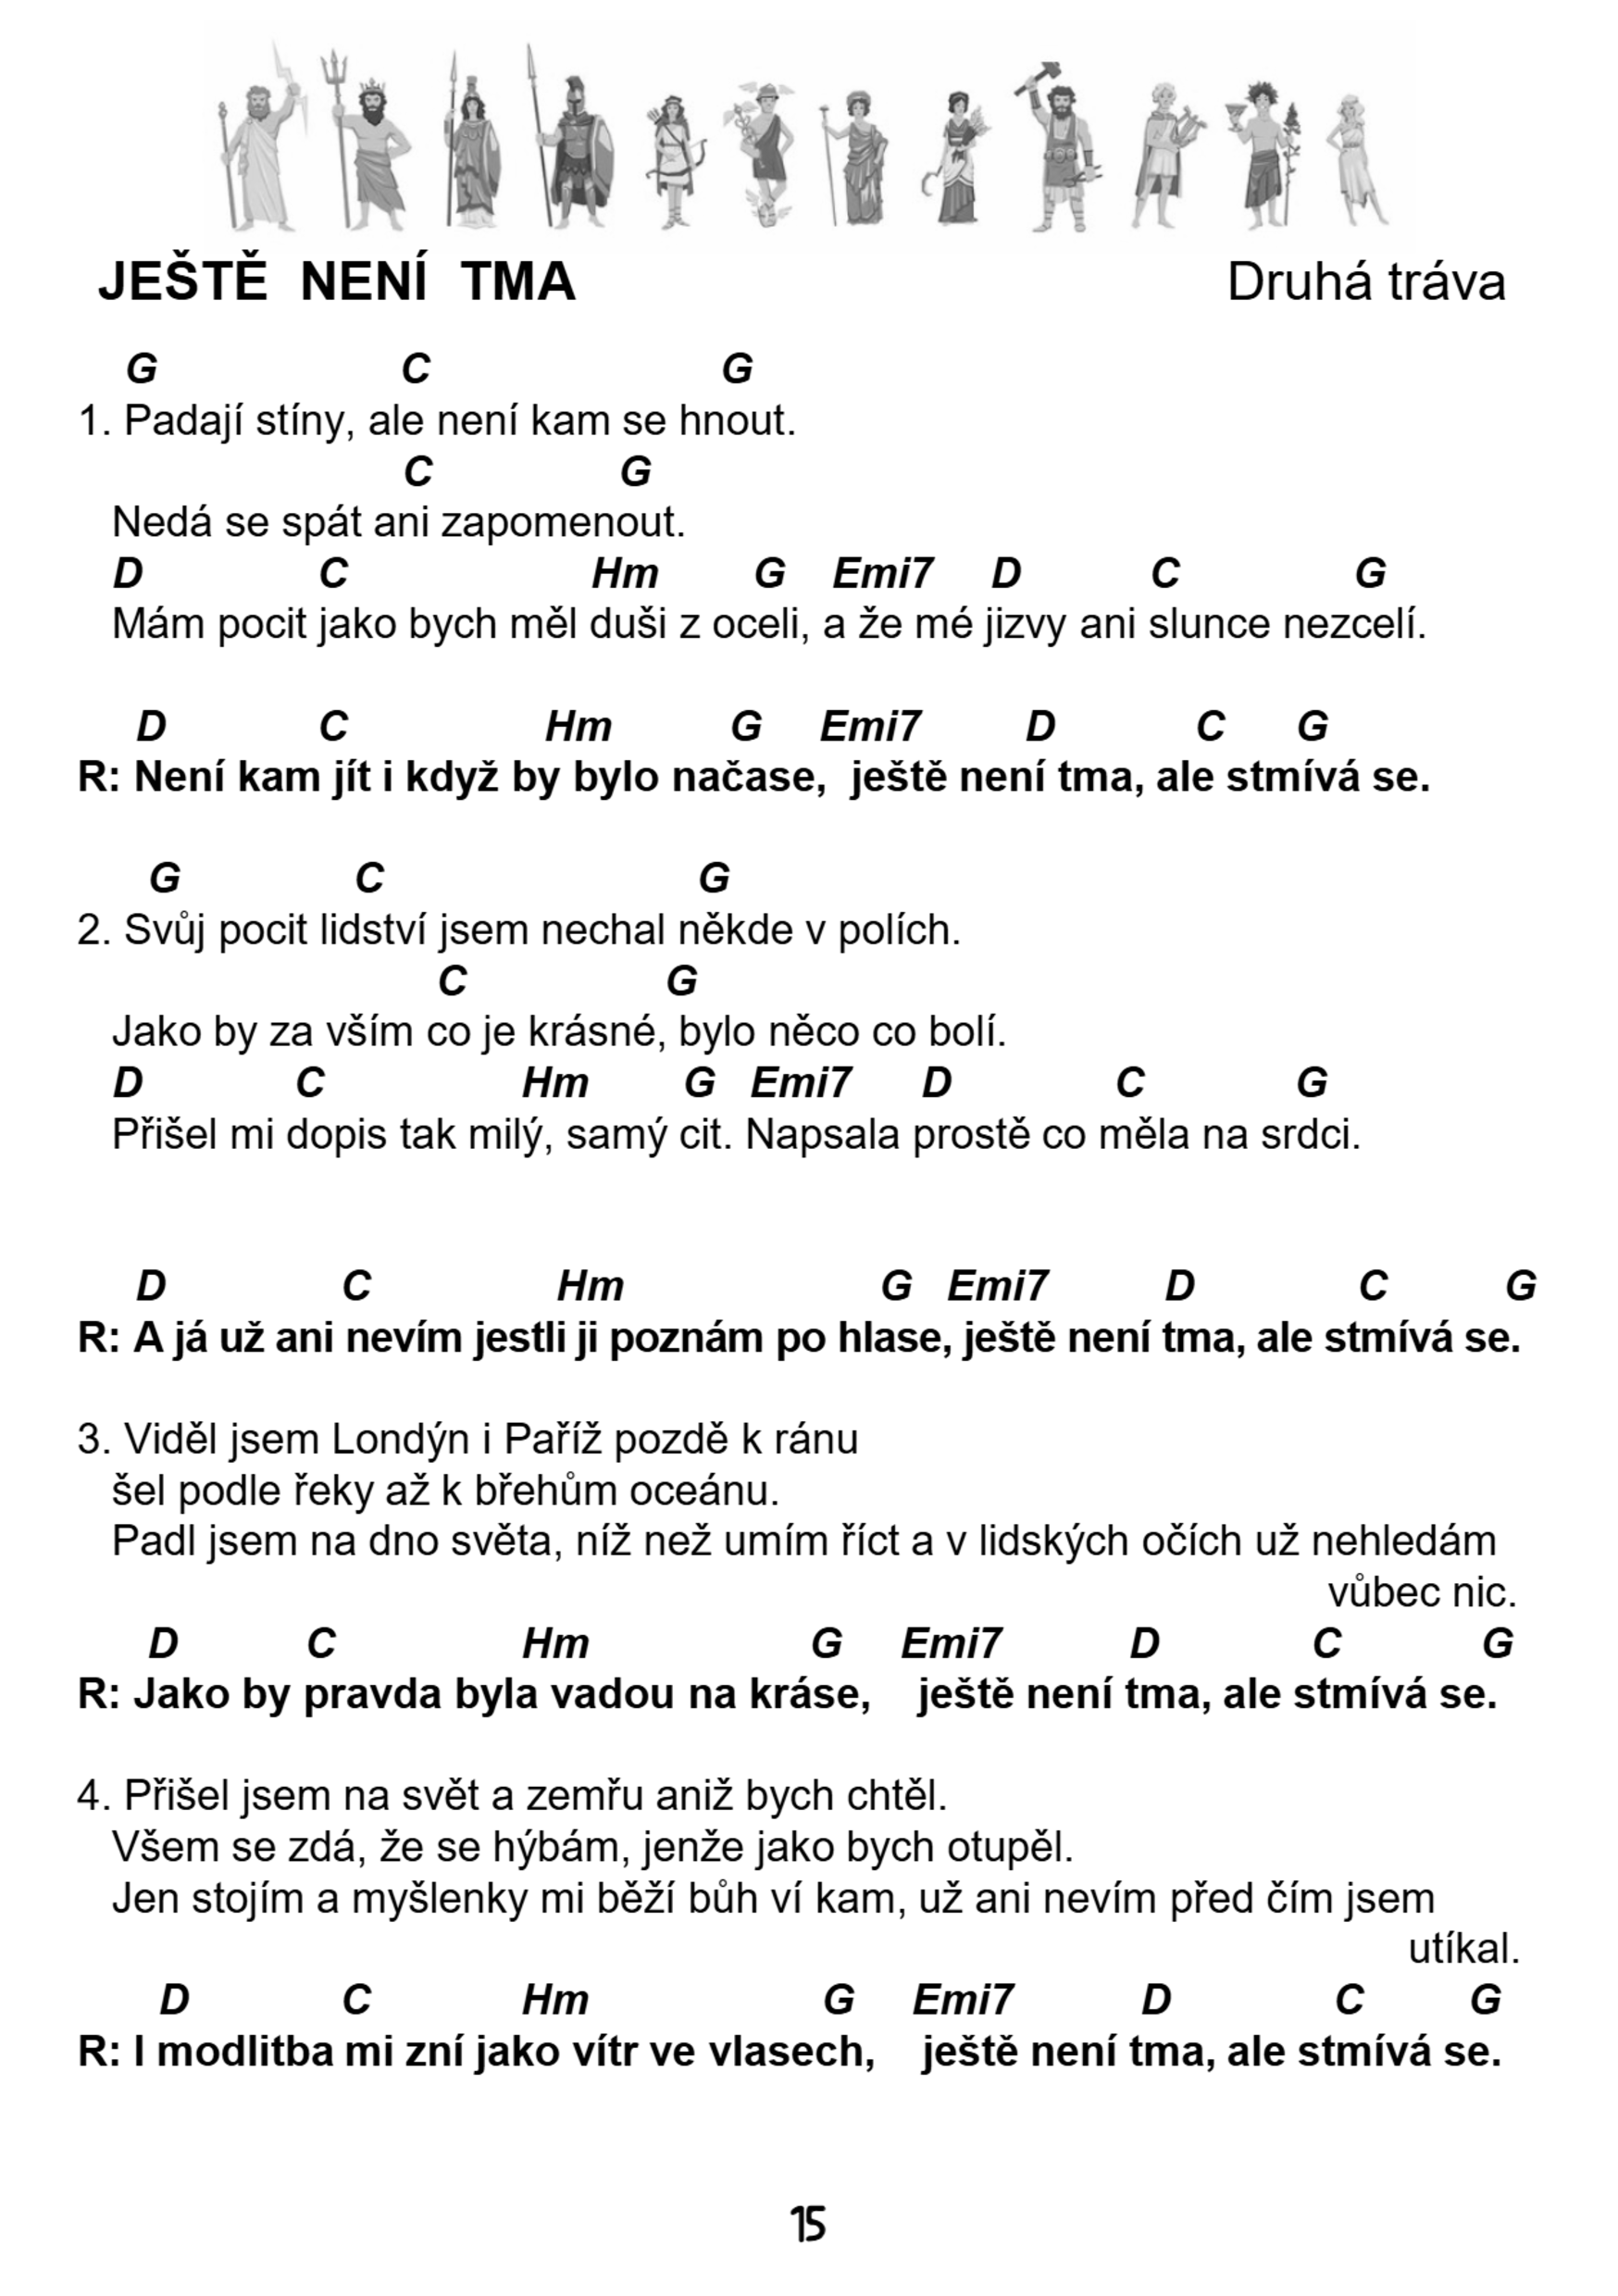 JEŠTĚ NENÍ TMA Druhá tráva
G C G
1. Padají stíny, ale není kam se hnout.
C G
Nedá se spát ani zapomenout.
D C Hm G Emi7 D C G
Mám pocit jako bych měl duši z oceli, a že mé jizvy ani slunce nezcelí.
D C Hm G Emi7 D C G
R: Není kam jít i když by bylo načase, ještě není tma, ale stmívá se.
G C G
2. Svůj pocit lidství jsem nechal někde v polích.
C G
Jako by za vším co je krásné, bylo něco co bolí.
D C Hm G Emi7 D C G
Přišel mi dopis tak milý, samý cit. Napsala prostě co měla na srdci.
D C Hm G Emi7 D C G
R: A já už ani nevím jestli ji poznám po hlase, ještě není tma, ale stmívá se.
3. Viděl jsem Londýn i Paříž pozdě k ránu
šel podle řeky až k břehům oceánu.
Padl jsem na dno světa, níž než umím říct a v lidských očích už nehledám
vůbec nic.
D C Hm G Emi7 D C G
R: Jako by pravda byla vadou na kráse, ještě není tma, ale stmívá se.
4. Přišel jsem na svět a zemřu aniž bych chtěl.
Všem se zdá, že se hýbám, jenže jako bych otupěl.
Jen stojím a myšlenky mi běží bůh ví kam, už ani nevím před čím jsem
utíkal.
D C Hm G Emi7 D C G
R: I modlitba mi zní jako vítr ve vlasech, ještě není tma, ale stmívá se.
15